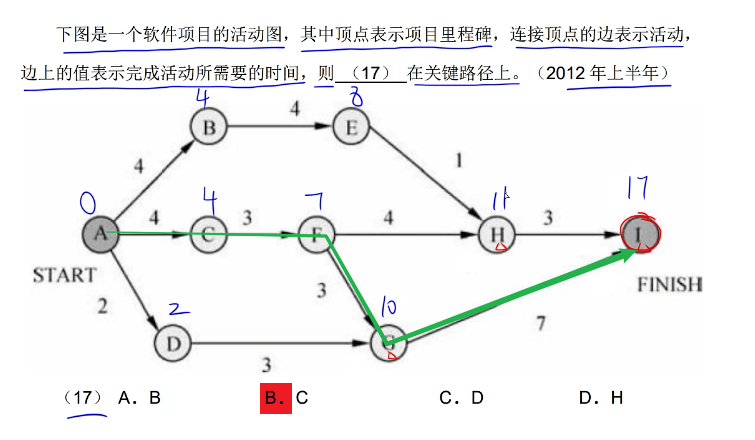 下图是一个软件项目的活动图，其中顶点表示项目里程碑，连接顶点的边表示活动，
边上的值表示完成活动所需要的时间，则 （17） 在关键路径上。（2012 年上半年）
4 4 8
B E
4 1
0 4 7 11 17
A 4 C 3 F 4 H 3 I
START FINISH
2 2 3 10
D 3 G 7
（17） A．B B．C C．D D．H